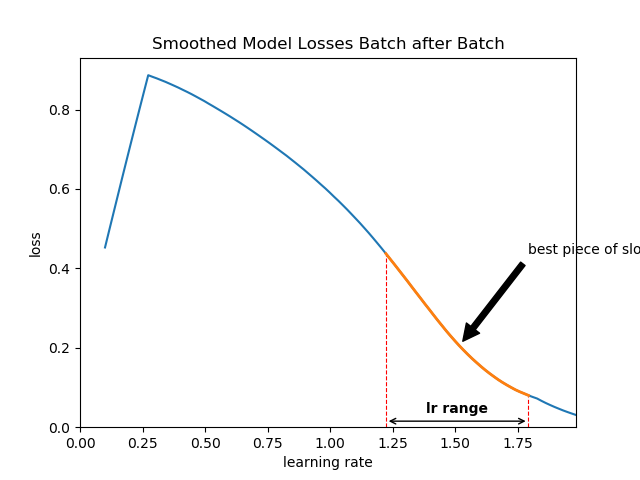 Smoothed Model Losses Batch after Batch
loss
0.8
0.6
0.4
0.2
0.0
best piece of slo
lr range
0.00 0.25 0.50 0.75 1.00 1.25 1.50 1.75
learning rate